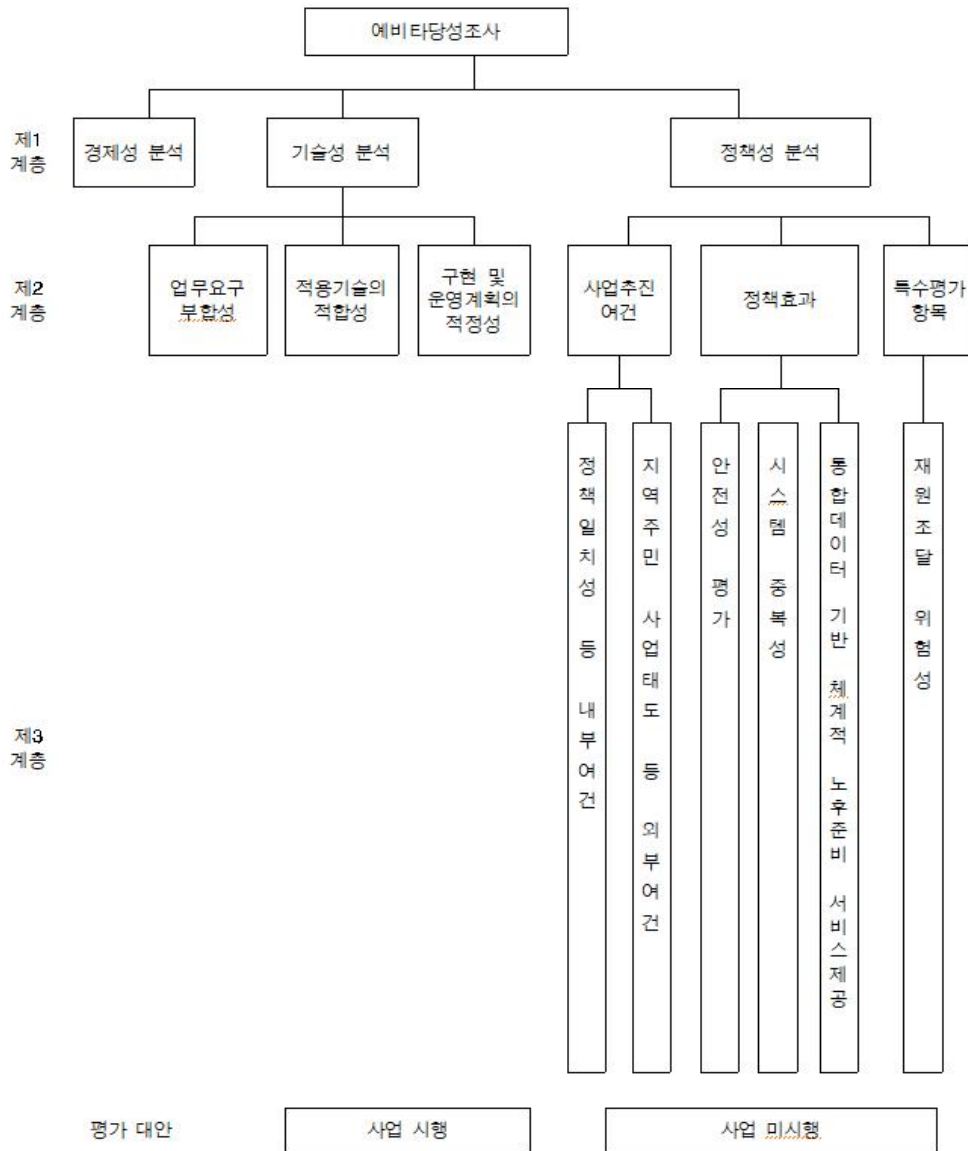 예비타당성조사
제1
계층
경제성 분석
기술성 분석
정책성 분석
제2
계층
업무요구
부합성
적용기술의
적합성
구현 및
운영계획의
적정성
사업추진
여건
정책효과
특수평가
항목
제3
계층
정책일치성 등 내부여건
지역주민 사업태도 등 외부여건
안전성 평가
시스템 중복성
통합데이터 기반 체계적 노후준비 서비스제공
재원조달 위험성
평가 대안
사업 시행
사업 미시행